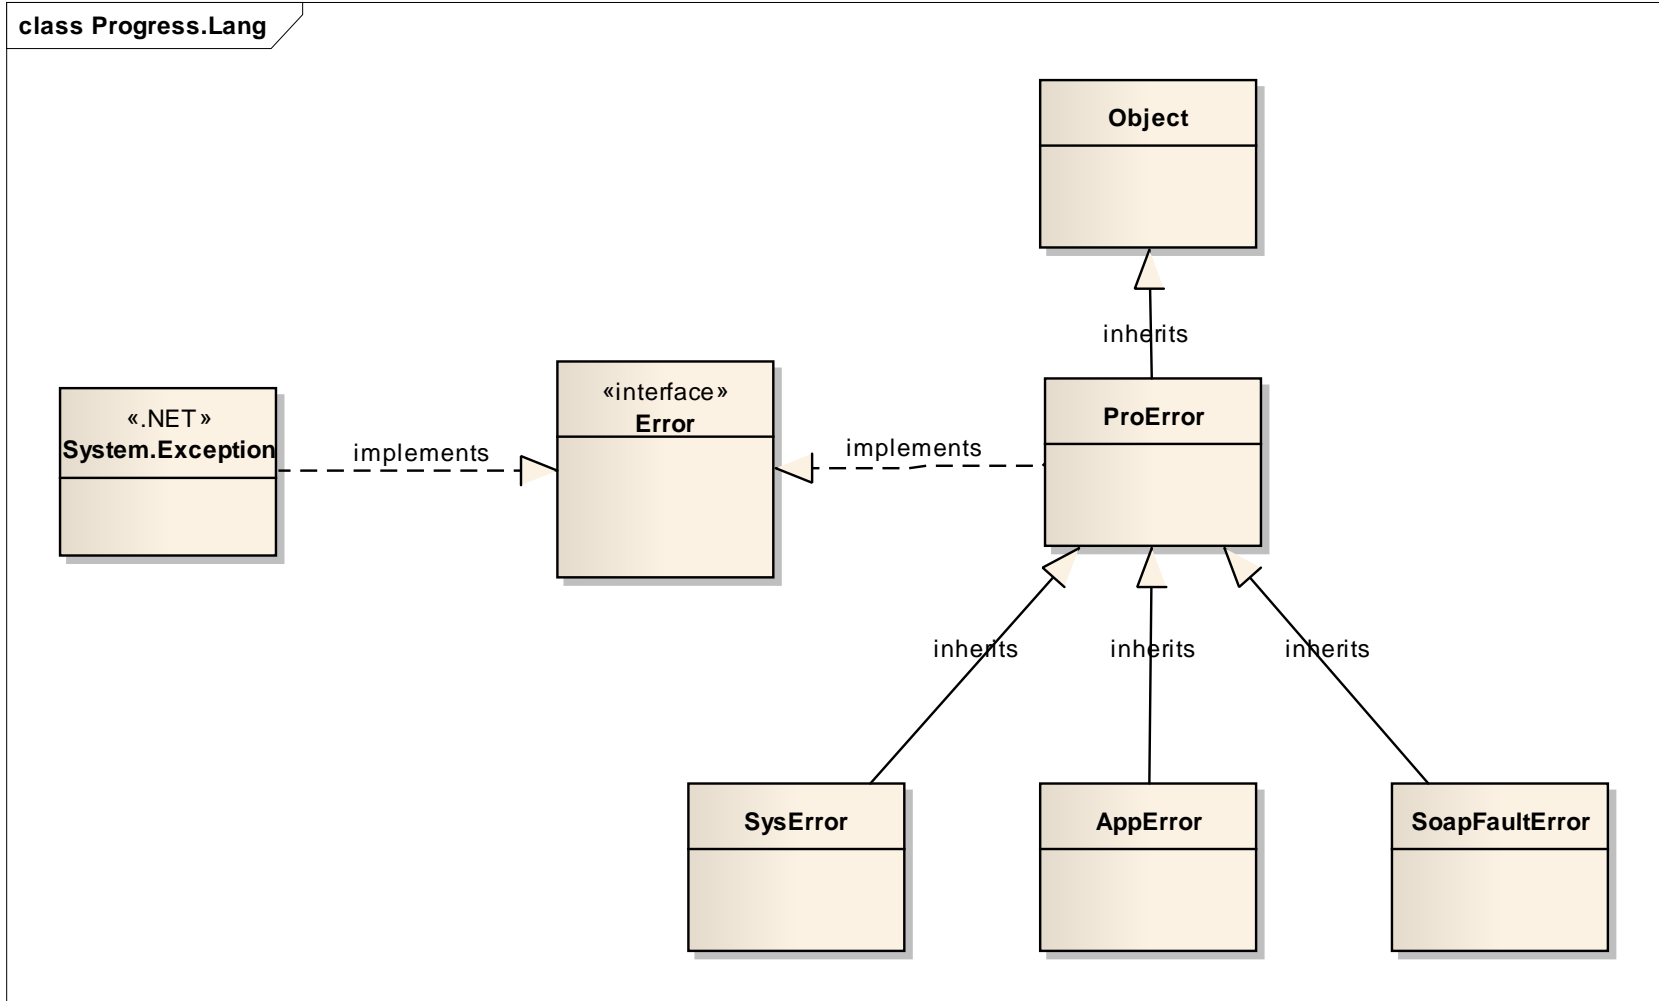 class Progress.Lang
Object
inherits
«.NET»
System.Exception
implements
«interface»
Error
implements
ProError
inherits
inherits
inherits
SysError
AppError
SoapFaultError